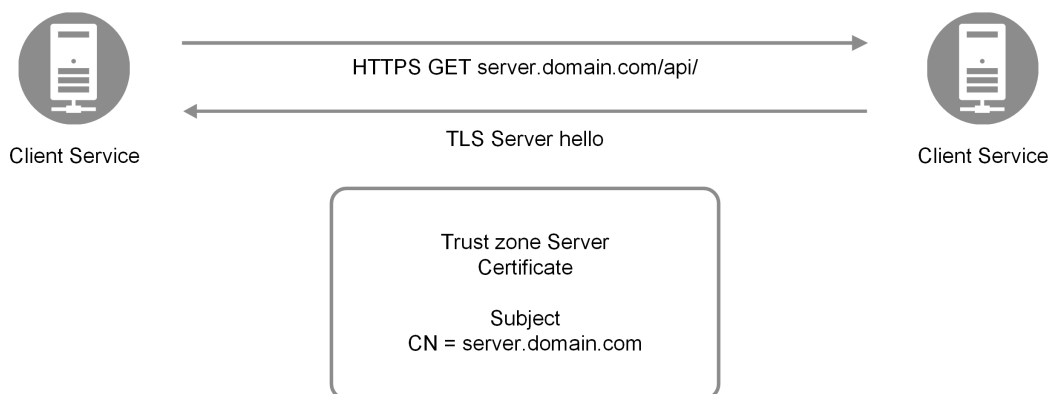 HTTPS GET server.domain.com/api/
TLS Server hello
Client Service
Client Service
Trust zone Server
Certificate
Subject
CN = server.domain.com